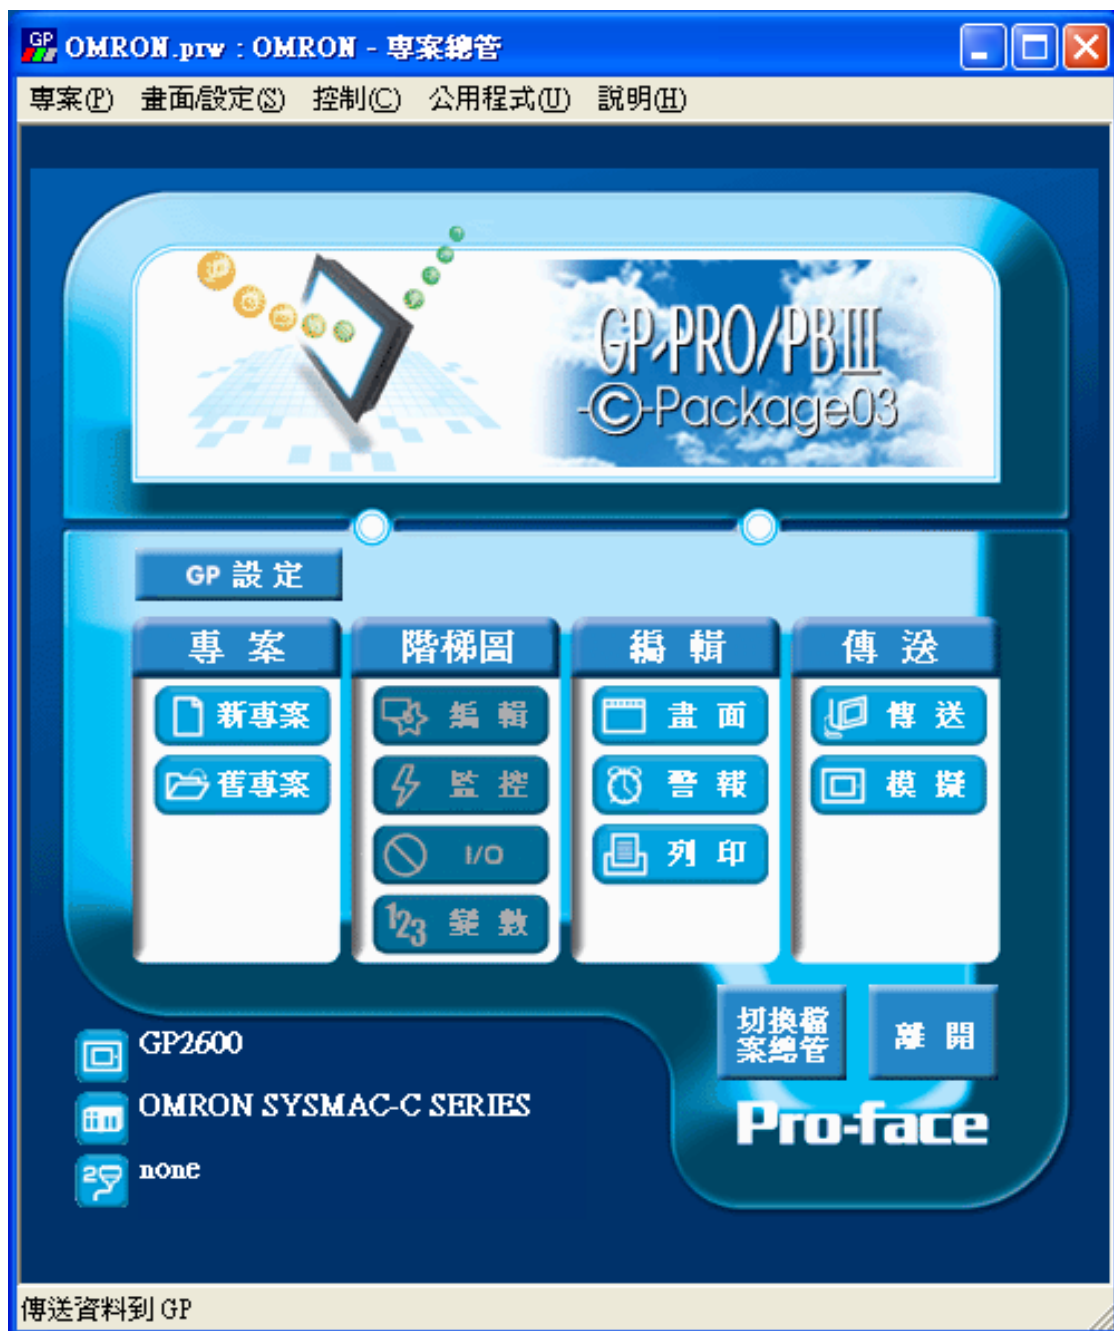 OMRON.prw : OMRON - 專案總管
專案(P) 畫面/設定(S) 控制(C) 公用程式(U) 說明(H)
GP-PRO/PBIII
-C-Package03
GP 設定
專案
新專案
舊專案
階梯圖
編輯
監控
I/O
變數
編輯
畫面
警報
列印
傳送
傳送
模擬
切換檔
案總管
離開
GP2600
OMRON SYSMAC-C SERIES
none
Pro-face
傳送資料到 GP